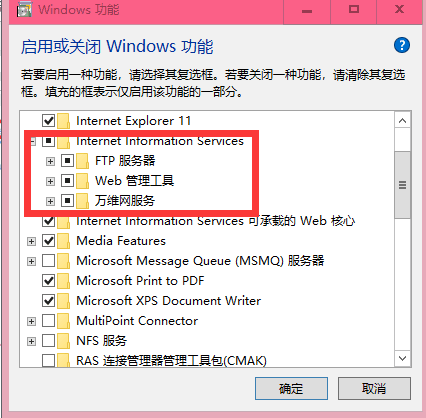 Windows 功能
启用或关闭 Windows 功能
若要启用一种功能，请选择其复选框。若要关闭一种功能，请清除其复选
框。填充的框表示仅启用该功能的一部分。
Internet Explorer 11
Internet Information Services
FTP 服务器
Web 管理工具
万维网服务
Internet Information Services 可承载的 Web 核心
Media Features
Microsoft Message Queue (MSMQ) 服务器
Microsoft Print to PDF
Microsoft XPS Document Writer
MultiPoint Connector
NFS 服务
RAS 连接管理器管理工具包(CMAK)
确定
取消